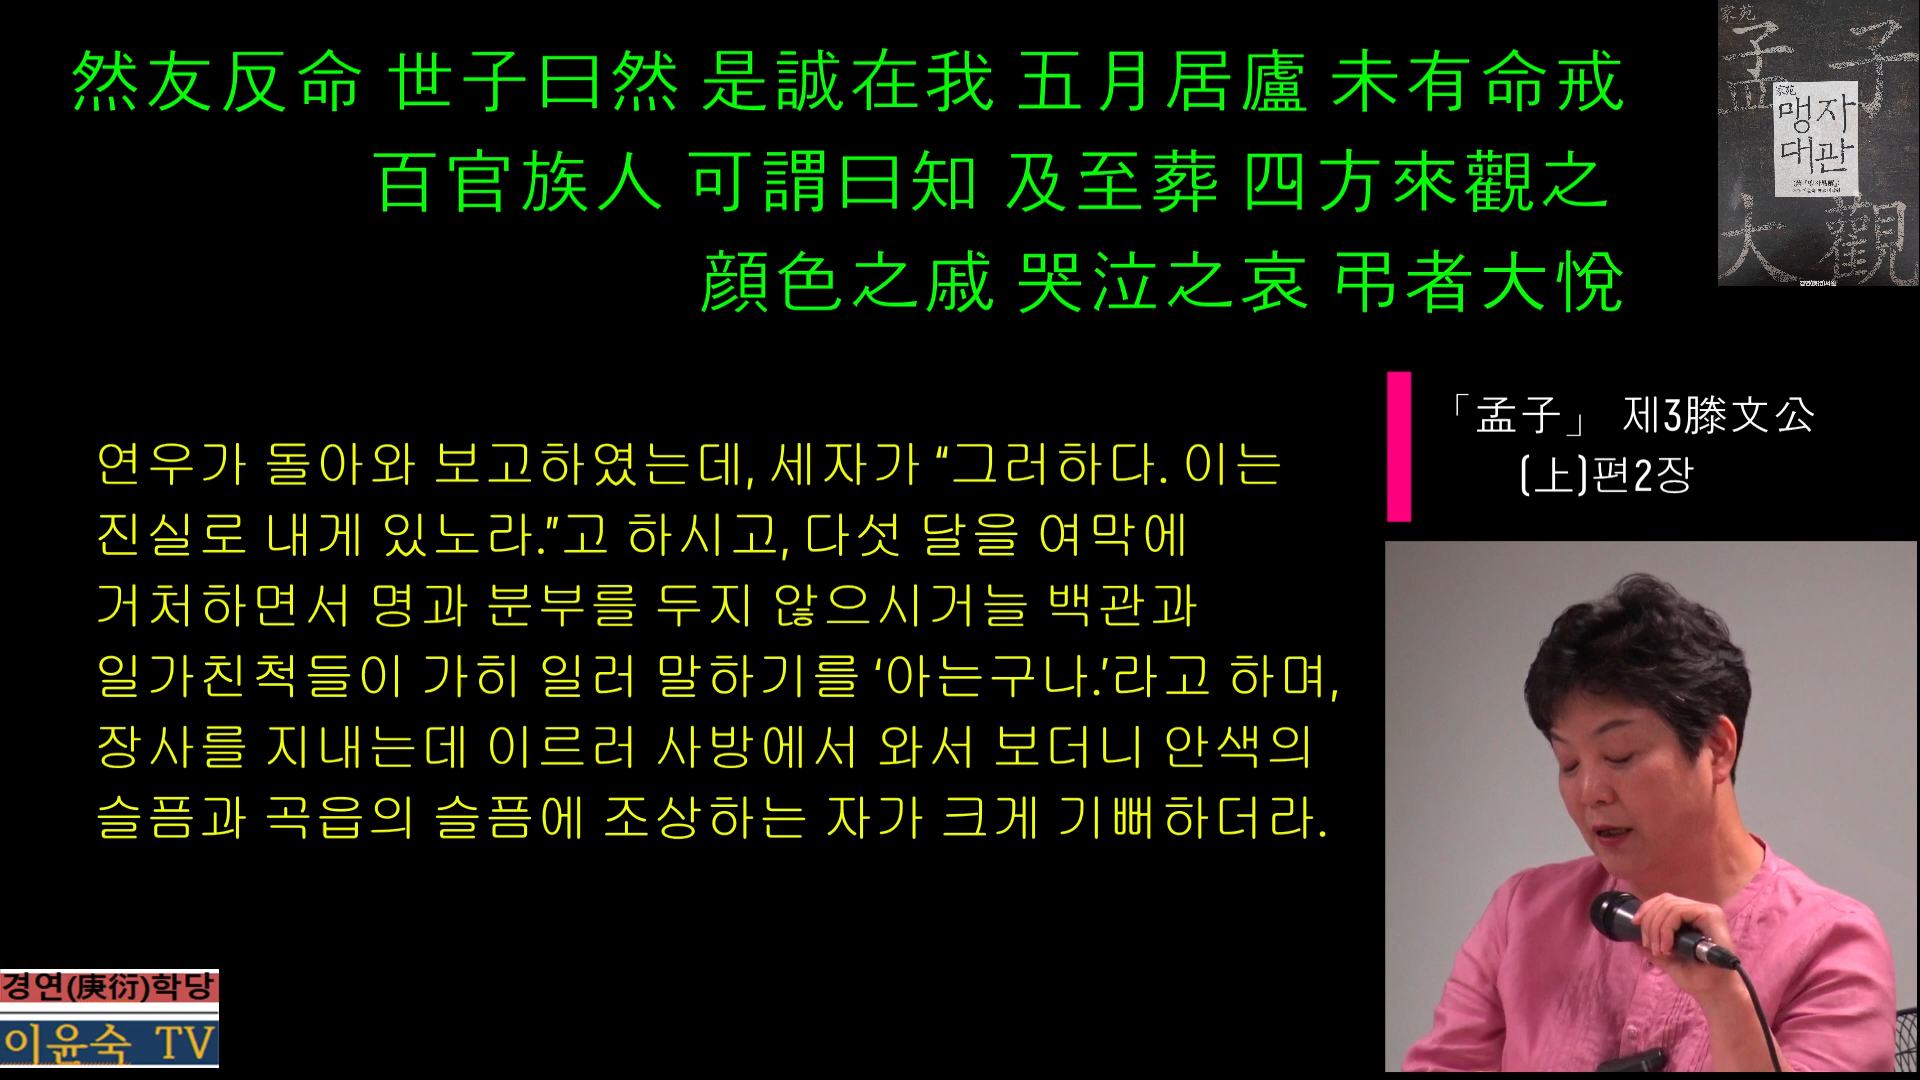 然友反命 世子曰然 是誠在我 五月居廬 未有命戒
百官族人 可謂曰知 及至葬 四方來觀之
顔色之戚 哭泣之哀 弔者大悅
家苑
孟子
家苑
맹자
대관
大觀
「孟子」 제3滕文公
(上)편2장
연우가 돌아와 보고하였는데, 세자가 “그러하다. 이는
진실로 내게 있노라.”고 하시고, 다섯 달을 여막에
거처하면서 명과 분부를 두지 않으시거늘 백관과
일가친척들이 가히 일러 말하기를 ‘아는구나.’라고 하며,
장사를 지내는데 이르러 사방에서 와서 보더니 안색의
슬픔과 곡읍의 슬픔에 조상하는 자가 크게 기뻐하더라.
경연(庚衍)학당
이윤숙 TV